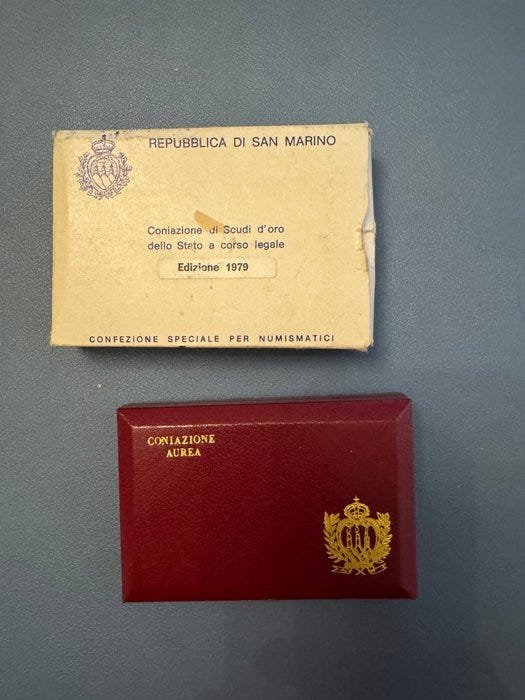 REPUBBLICA DI SAN MARINO
Coniazione di Scudi d'oro
dello Stato a corso legale
Edizione 1979
CONFEZIONE SPECIALE PER NUMISMATICI
CONIAZIONE
AUREA